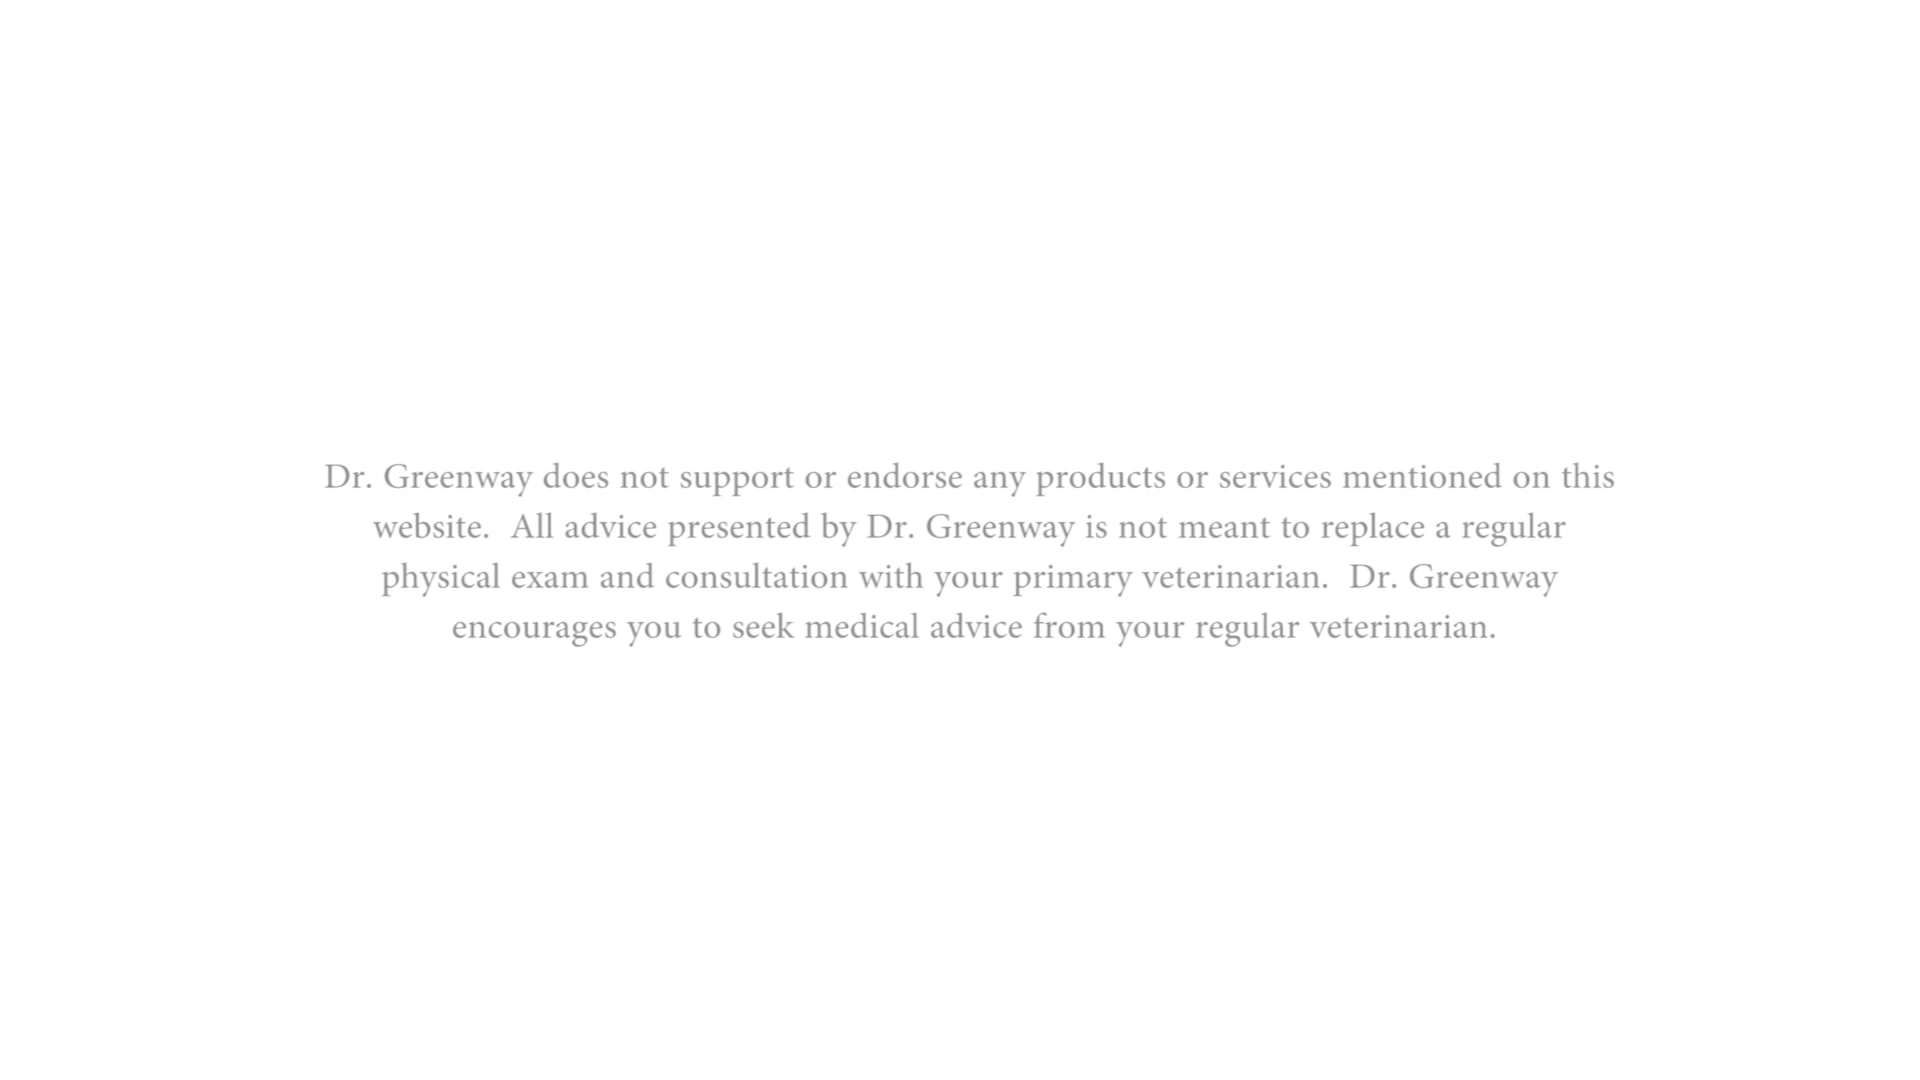 Dr. Greenway does not support or endorse any products or services mentioned on this
website.  All advice presented by Dr. Greenway is not meant to replace a regular
physical exam and consultation with your primary veterinarian.  Dr. Greenway
encourages you to seek medical advice from your regular veterinarian.